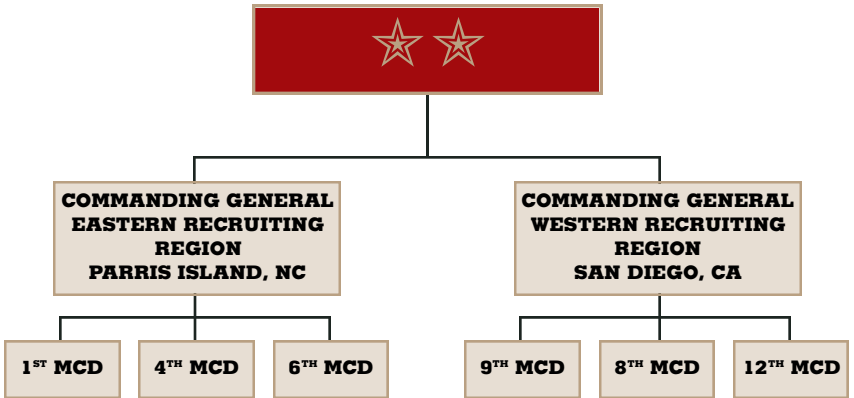 COMMANDING GENERAL
EASTERN RECRUITING
REGION
PARRIS ISLAND, NC
COMMANDING GENERAL
WESTERN RECRUITING
REGION
SAN DIEGO, CA
1ST MCD
4TH MCD
6TH MCD
9TH MCD
8TH MCD
12TH MCD